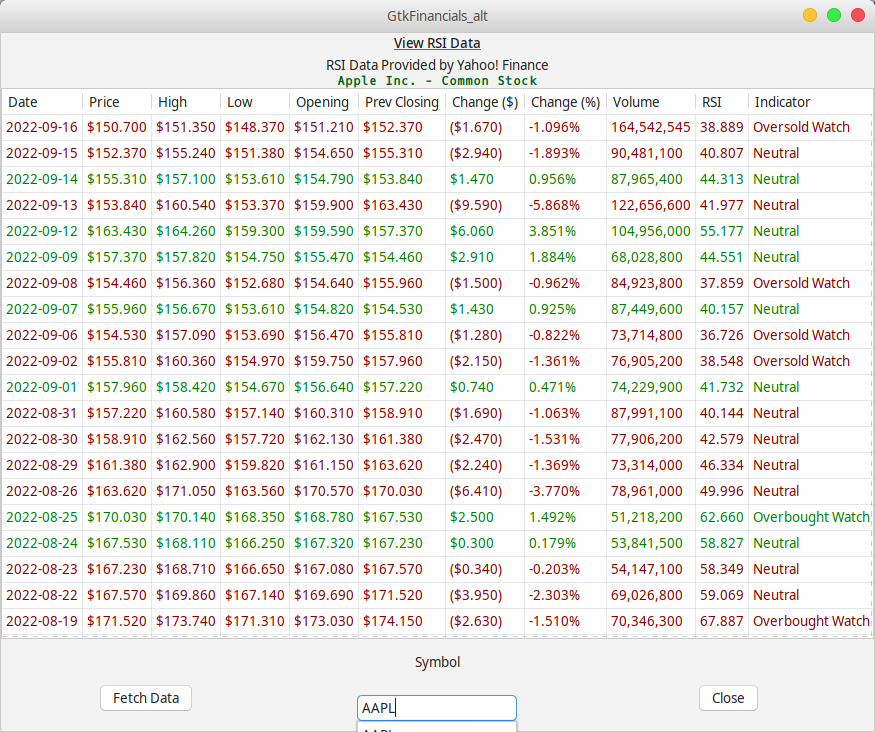 GtkFinancials_alt
View RSI Data
RSI Data Provided by Yahoo! Finance
Apple Inc. - Common Stock
Date Price High Low Opening Prev Closing Change ($) Change (%) Volume RSI Indicator
2022-09-16 $150.700 $151.350 $148.370 $151.210 $152.370 ($1.670) -1.096% 164,542,545 38.889 Oversold Watch
2022-09-15 $152.370 $155.240 $151.380 $154.650 $155.310 ($2.940) -1.893% 90,481,100 40.807 Neutral
2022-09-14 $155.310 $157.100 $153.610 $154.790 $153.840 $1.470 0.956% 87,965,400 44.313 Neutral
2022-09-13 $153.840 $160.540 $153.370 $159.900 $163.430 ($9.590) -5.868% 122,656,600 41.977 Neutral
2022-09-12 $163.430 $164.260 $159.300 $159.590 $157.370 $6.060 3.851% 104,956,000 55.177 Neutral
2022-09-09 $157.370 $157.820 $154.750 $155.470 $154.460 $2.910 1.884% 68,028,800 44.551 Neutral
2022-09-08 $154.460 $156.360 $152.680 $154.640 $155.960 ($1.500) -0.962% 84,923,800 37.859 Oversold Watch
2022-09-07 $155.960 $156.670 $153.610 $154.820 $154.530 $1.430 0.925% 87,449,600 40.157 Neutral
2022-09-06 $154.530 $157.090 $153.690 $156.470 $155.810 ($1.280) -0.822% 73,714,800 36.726 Oversold Watch
2022-09-02 $155.810 $160.360 $154.970 $159.750 $157.960 ($2.150) -1.361% 76,905,200 38.548 Oversold Watch
2022-09-01 $157.960 $158.420 $154.670 $156.640 $157.220 $0.740 0.471% 74,229,900 41.732 Neutral
2022-08-31 $157.220 $160.580 $157.140 $160.310 $158.910 ($1.690) -1.063% 87,991,100 40.144 Neutral
2022-08-30 $158.910 $162.560 $157.720 $162.130 $161.380 ($2.470) -1.531% 77,906,200 42.579 Neutral
2022-08-29 $161.380 $162.900 $159.820 $161.150 $163.620 ($2.240) -1.369% 73,314,000 46.334 Neutral
2022-08-26 $163.620 $171.050 $163.560 $170.570 $170.030 ($6.410) -3.770% 78,961,000 49.996 Neutral
2022-08-25 $170.030 $170.140 $168.350 $168.780 $167.530 $2.500 1.492% 51,218,200 62.660 Overbought Watch
2022-08-24 $167.530 $168.110 $166.250 $167.320 $167.230 $0.300 0.179% 53,841,500 58.827 Neutral
2022-08-23 $167.230 $168.710 $166.650 $167.080 $167.570 ($0.340) -0.203% 54,147,100 58.349 Neutral
2022-08-22 $167.570 $169.860 $167.140 $169.690 $171.520 ($3.950) -2.303% 69,026,800 59.069 Neutral
2022-08-19 $171.520 $173.740 $171.310 $173.030 $174.150 ($2.630) -1.510% 70,346,300 67.887 Overbought Watch
Symbol
Fetch Data AAPL Close